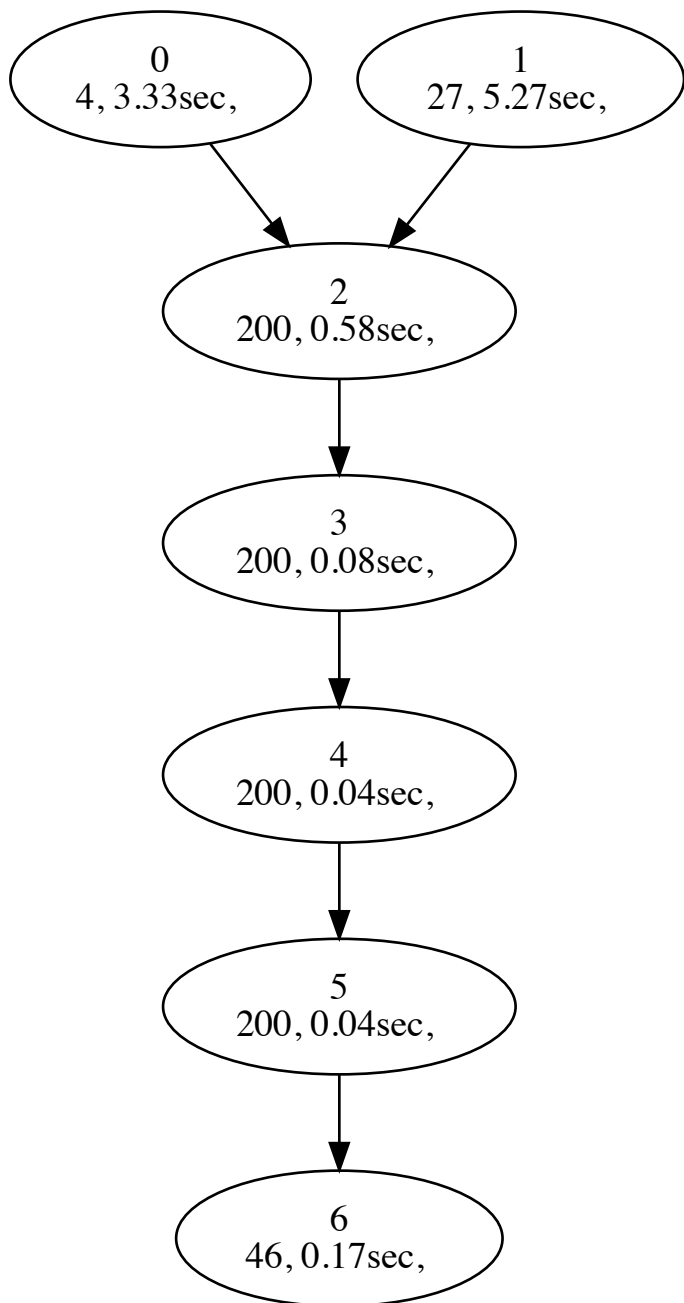 0
4, 3.33sec,
1
27, 5.27sec,
2
200, 0.58sec,
3
200, 0.08sec,
4
200, 0.04sec,
5
200, 0.04sec,
6
46, 0.17sec,